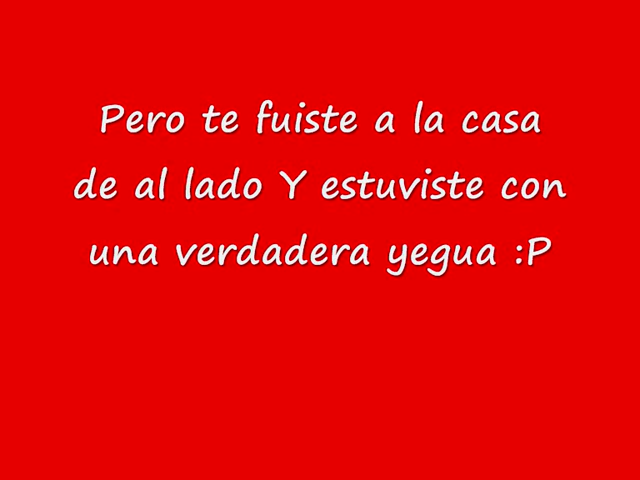 Pero te fuiste a la casa
de al lado Y estuviste con
una verdadera yegua :P